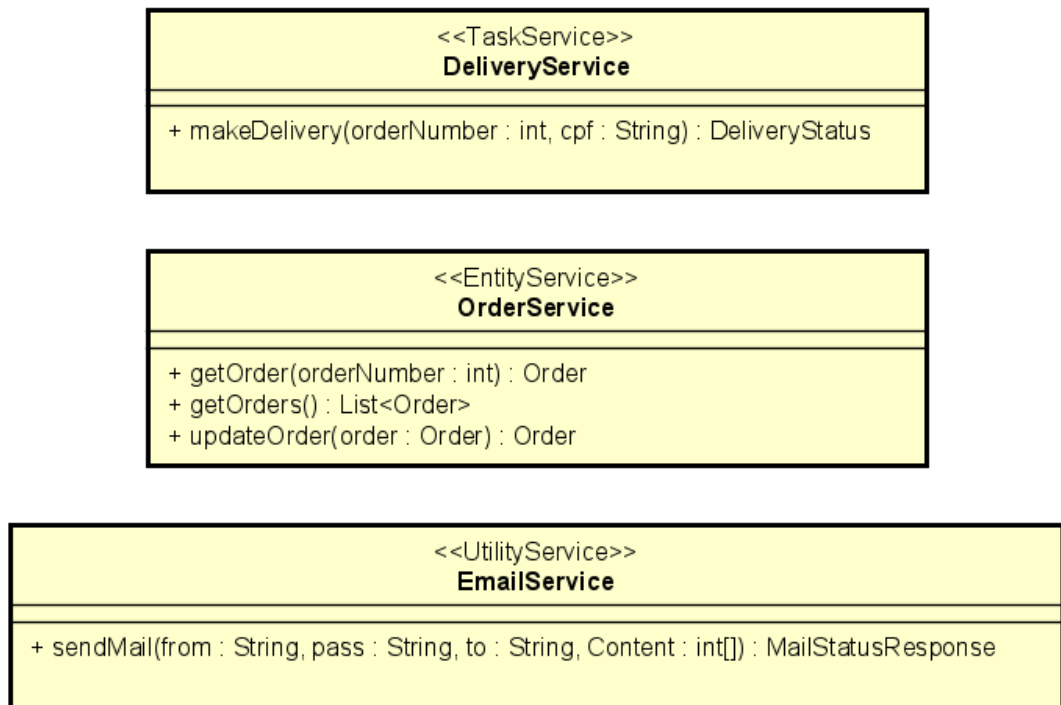 <<TaskService>>
DeliveryService
+ makeDelivery(orderNumber : int, cpf : String) : DeliveryStatus
<<EntityService>>
OrderService
+ getOrder(orderNumber : int) : Order
+ getOrders() : List<Order>
+ updateOrder(order : Order) : Order
<<UtilityService>>
EmailService
+ sendMail(from : String, pass : String, to : String, Content : int[]) : MailStatusResponse